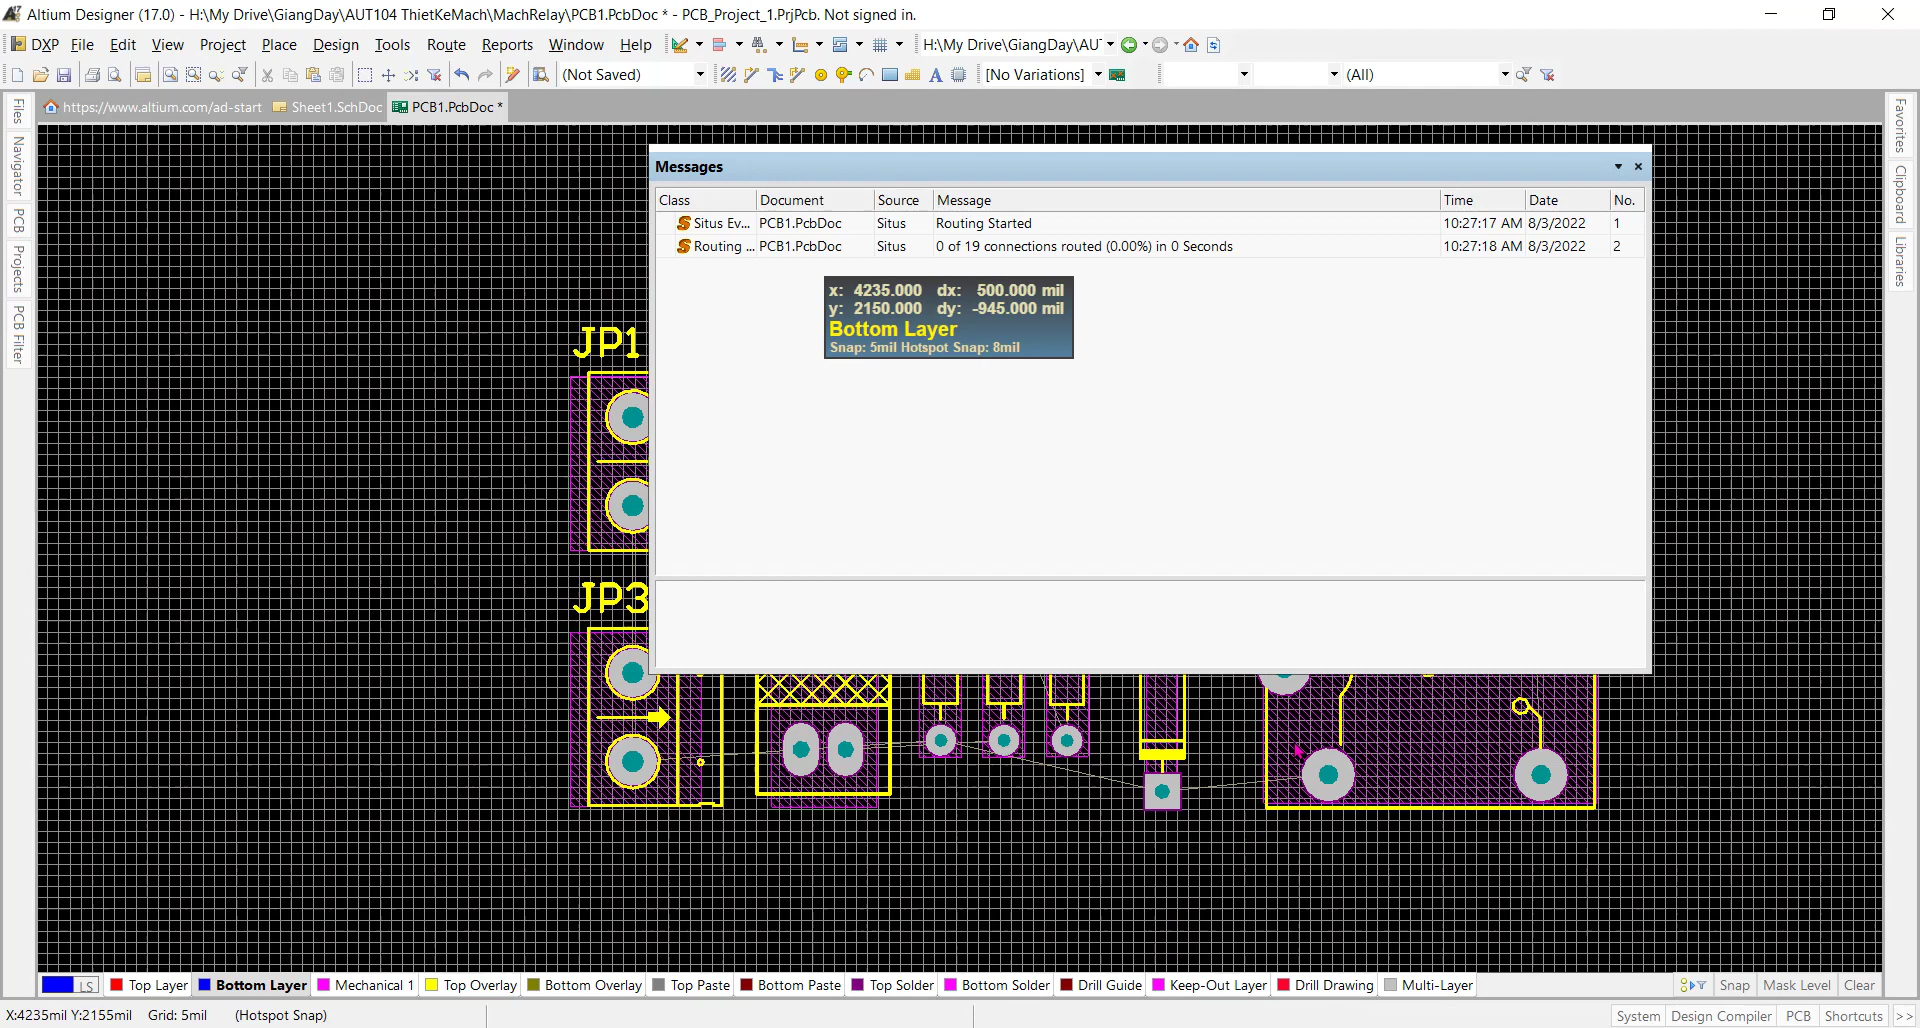 Altium Designer (17.0) - H:\My Drive\GiangDay\AUT104 ThietKeMach\MachRelay\PCB1.PcbDoc * - PCB_Project_1.PrjPcb. Not signed in.
DXP File Edit View Project Place Design Tools Route Reports Window Help H:\My Drive\GiangDay\AU
(Not Saved) A [No Variations] (All)
https://www.altium.com/ad-start Sheet1.SchDoc PCB1.PcbDoc *
Files
Navigator
PCB
Projects
PCB Filter
Favorites
Clipboard
Libraries
Messages
Class Document Source Message Time Date No.
Situs Ev... PCB1.PcbDoc Situs Routing Started 10:27:17 AM 8/3/2022 1
Routing ... PCB1.PcbDoc Situs 0 of 19 connections routed (0.00%) in 0 Seconds 10:27:18 AM 8/3/2022 2
x: 4235.000 dx: 500.000 mil
y: 2150.000 dy: -945.000 mil
Bottom Layer
Snap: 5mil Hotspot Snap: 8mil
JP1
JP3
LS Top Layer Bottom Layer Mechanical 1 Top Overlay Bottom Overlay Top Paste Bottom Paste Top Solder Bottom Solder Drill Guide Keep-Out Layer Drill Drawing Multi-Layer Snap Mask Level Clear
X:4235mil Y:2155mil Grid: 5mil (Hotspot Snap) System Design Compiler PCB Shortcuts >>